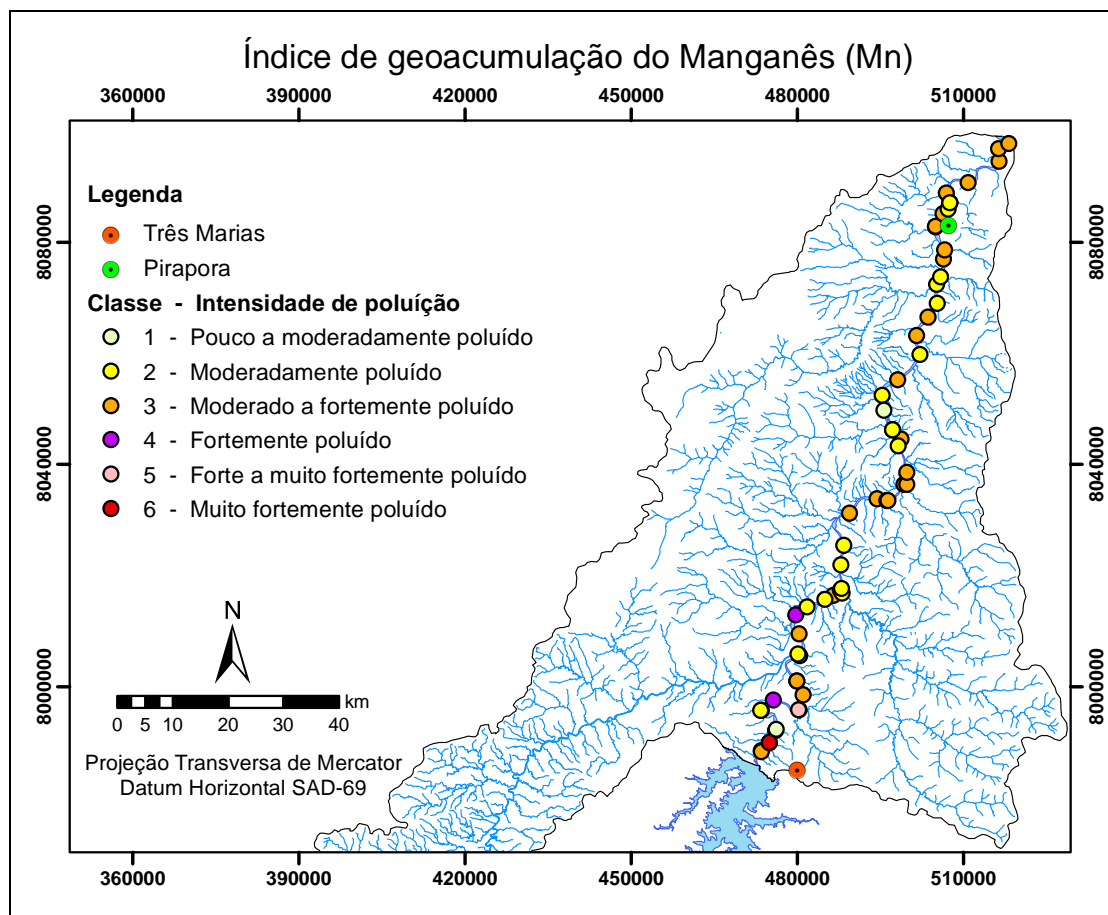 Índice de geoacumulação do Manganês (Mn)
360000 390000 420000 450000 480000 510000
Legenda
Três Marias
Pirapora
Classe - Intensidade de poluíção
1 - Pouco a moderadamente poluído
2 - Moderadamente poluído
3 - Moderado a fortemente poluído
4 - Fortemente poluído
5 - Forte a muito fortemente poluído
6 - Muito fortemente poluído
8080000 8080000
8040000 8040000
8000000 8000000
N
km
0 5 10 20 30 40
Projeção Transversa de Mercator
Datum Horizontal SAD-69
360000 390000 420000 450000 480000 510000